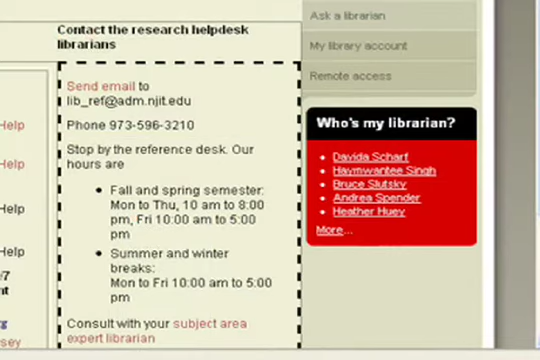 Contact the research helpdesk
librarians
Send email to
lib_ref@adm.njit.edu
Phone 973-596-3210
Stop by the reference desk. Our
hours are
• Fall and spring semester:
Mon to Thu, 10 am to 8:00
pm, Fri 10:00 am to 5:00
pm
• Summer and winter
breaks:
Mon to Fri 10:00 am to 5:00
pm
Consult with your subject area
expert librarian
Help
Help
Help
Help
Ask a librarian
My library account
Remote access
Who's my librarian?
• Davida Scharf
• Haymwantee Singh
• Bruce Slutsky
• Andrea Spender
• Heather Huey
More...